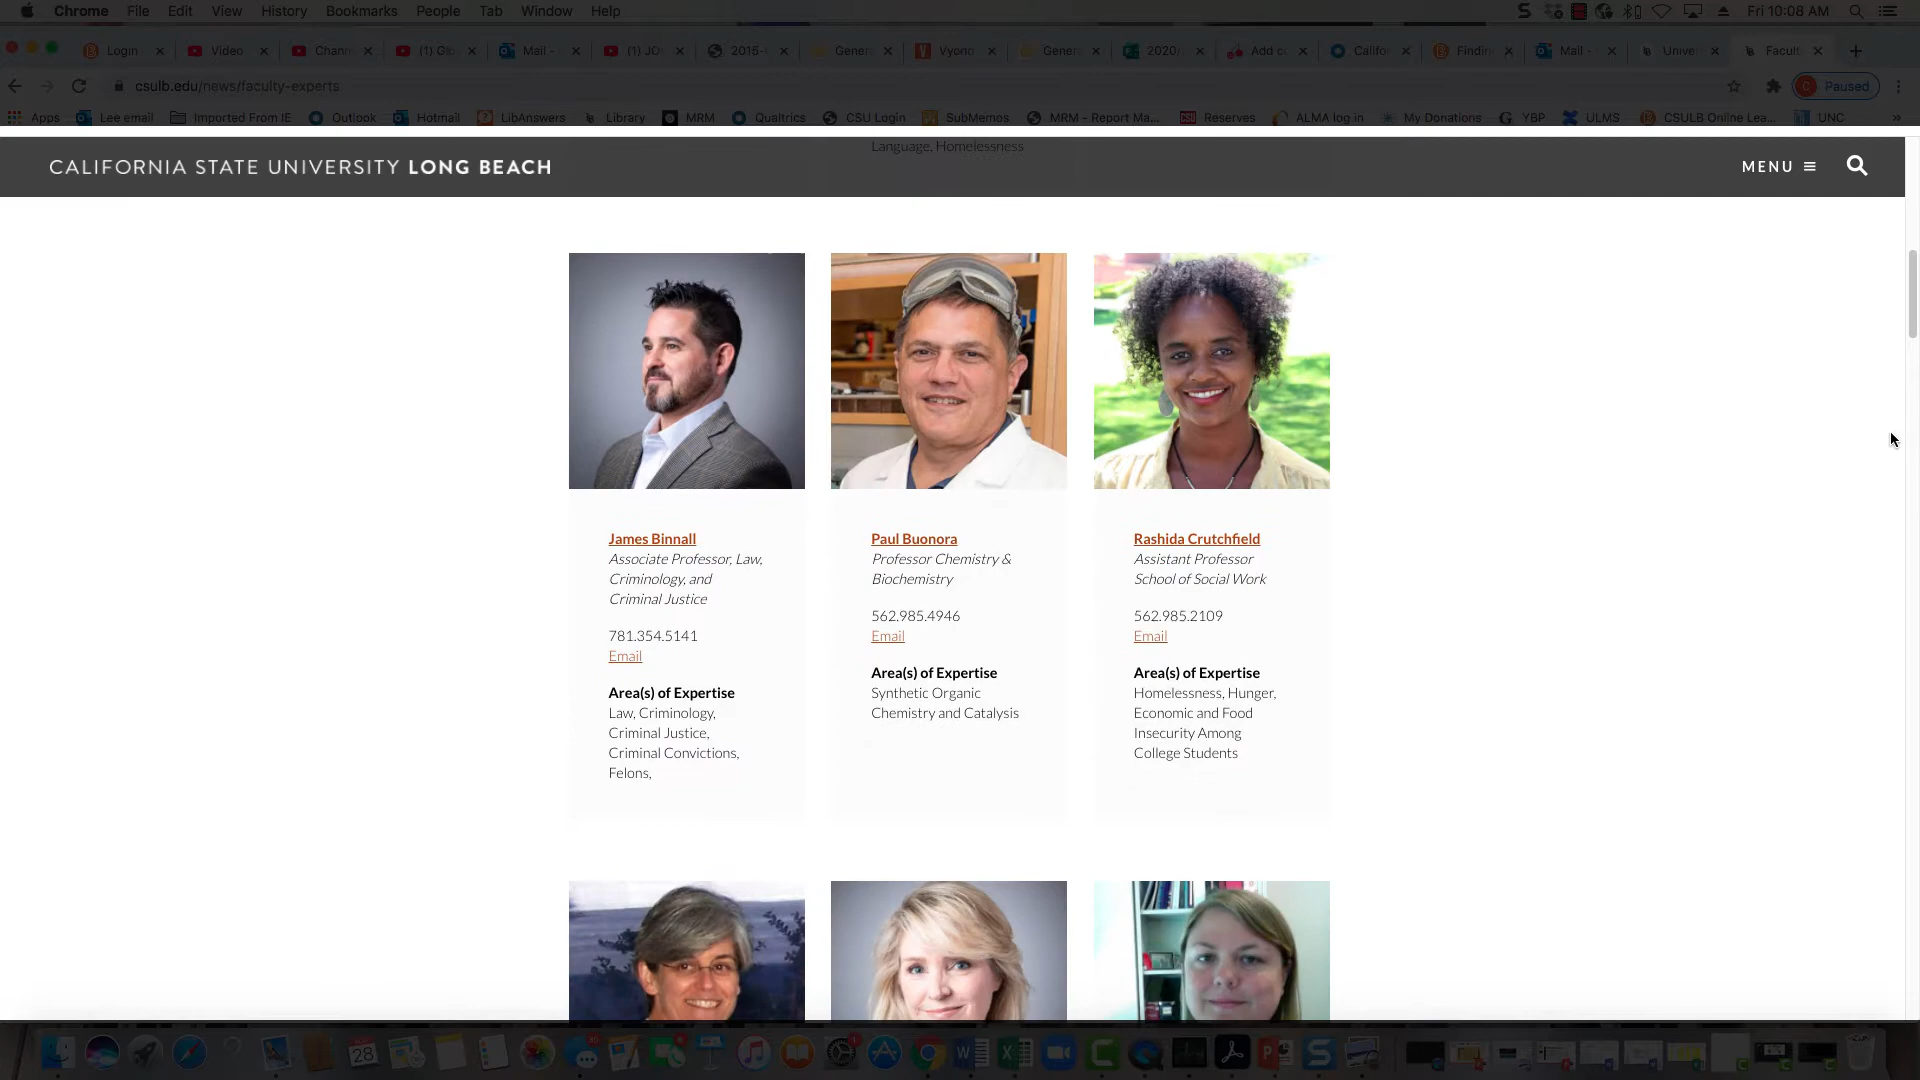 Chrome File Edit View History Bookmarks People Tab Window Help Fri 10:08 AM
Login Video Chann (1) Glo Mail - (1) JO 2015- Gener Vyond Gener 2020/ Add co Califor Findin Mail - Univer Facult
csulb.edu/news/faculty-experts Paused
Apps Lee email Imported From IE Outlook Hotmail LibAnswers Library MRM Qualtrics CSU Login SubMemos MRM - Report Ma... Reserves ALMA log in My Donations YBP ULMS CSULB Online Lea... UNC
Language, Homelessness
CALIFORNIA STATE UNIVERSITY LONG BEACH MENU
James Binnall
Associate Professor, Law,
Criminology, and
Criminal Justice
781.354.5141
Email
Area(s) of Expertise
Law, Criminology,
Criminal Justice,
Criminal Convictions,
Felons,
Paul Buonora
Professor Chemistry &
Biochemistry
562.985.4946
Email
Area(s) of Expertise
Synthetic Organic
Chemistry and Catalysis
Rashida Crutchfield
Assistant Professor
School of Social Work
562.985.2109
Email
Area(s) of Expertise
Homelessness, Hunger,
Economic and Food
Insecurity Among
College Students